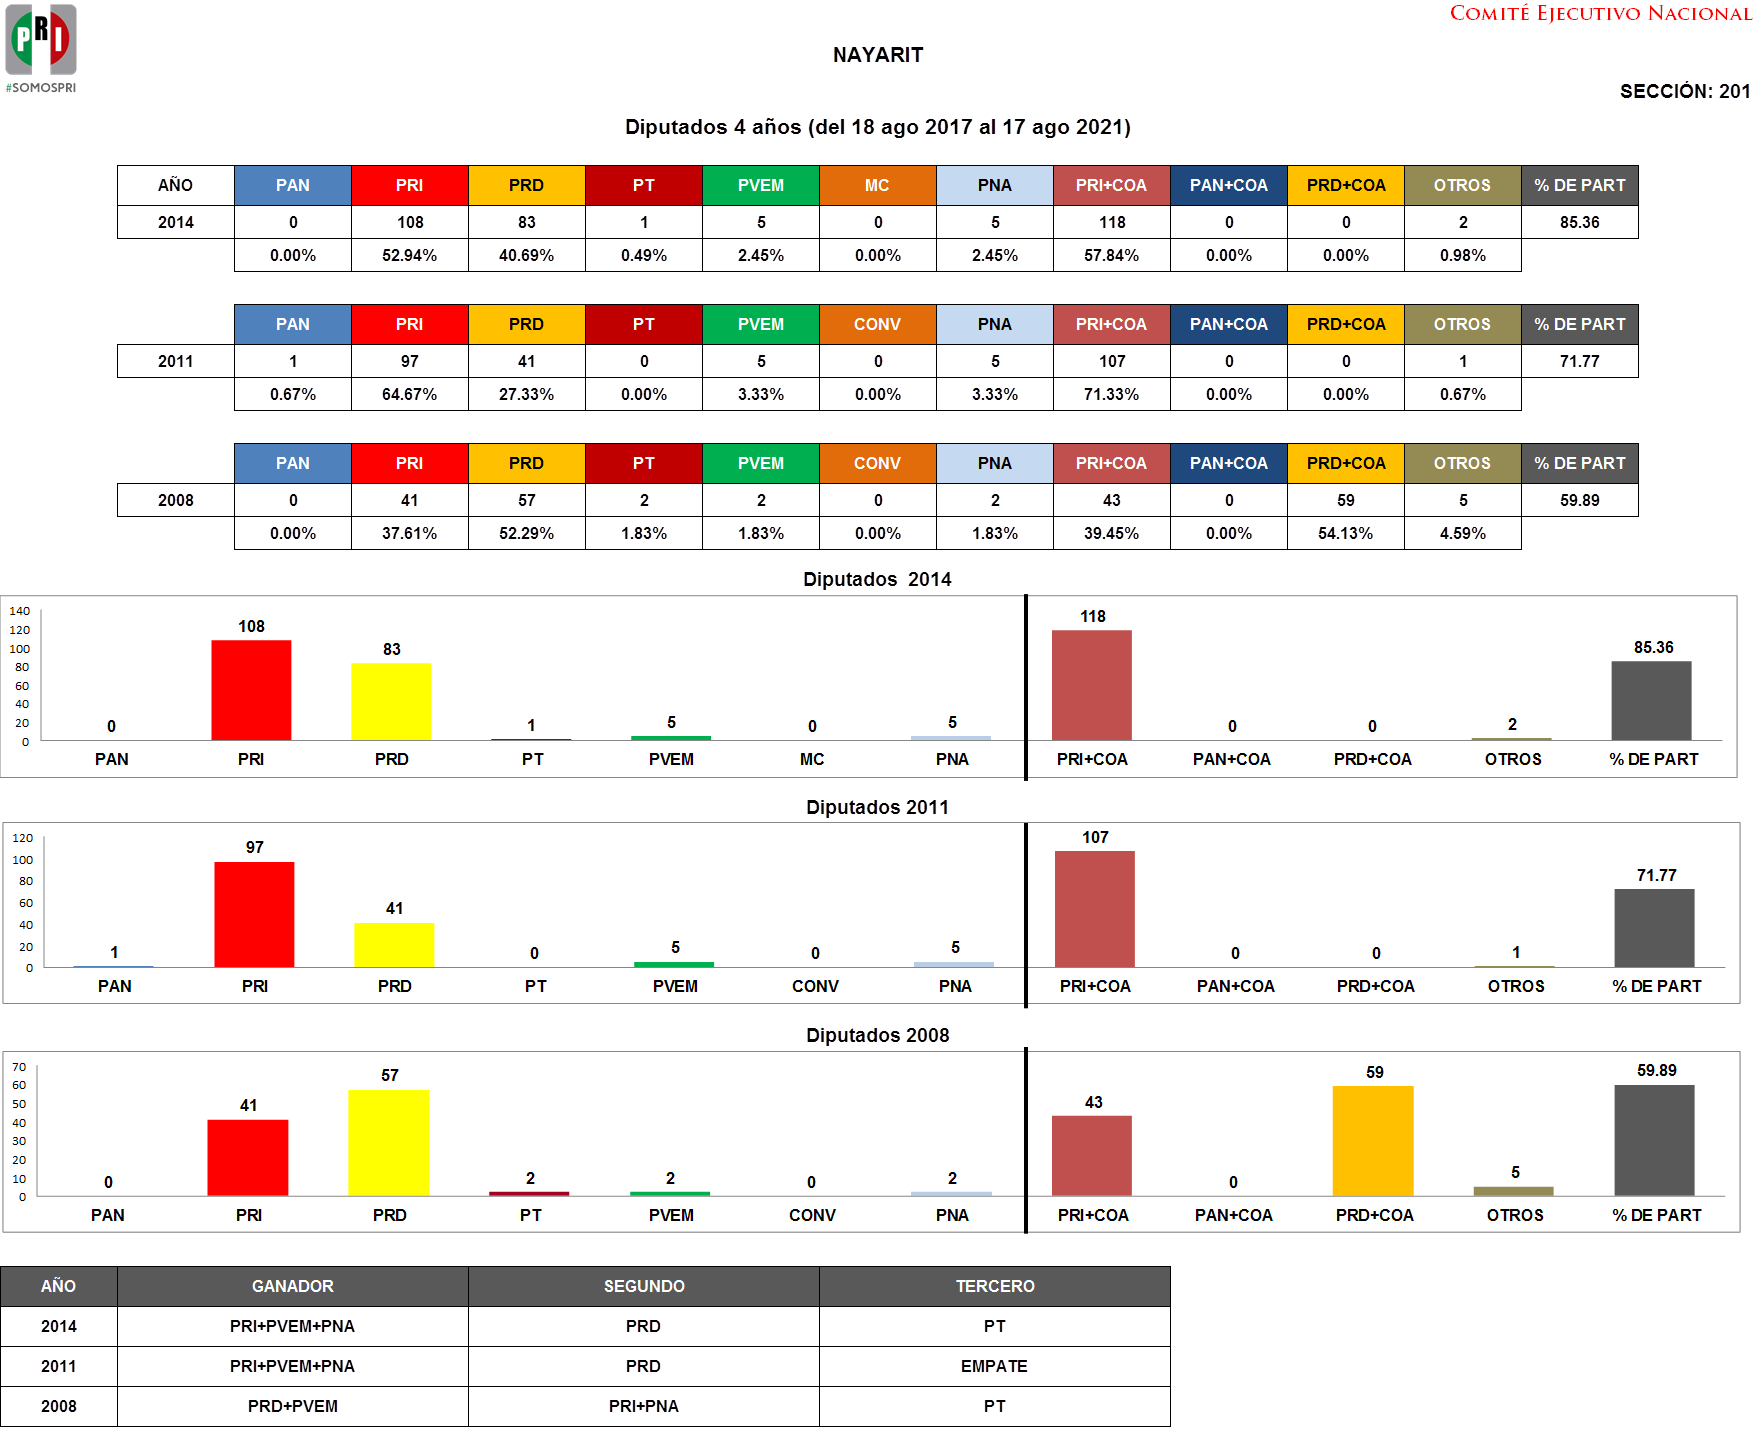 PRI
#SOMOSPRI
COMITÉ EJECUTIVO NACIONAL
NAYARIT
SECCIÓN: 201
Diputados 4 años (del 18 ago 2017 al 17 ago 2021)
AÑO PAN PRI PRD PT PVEM MC PNA PRI+COA PAN+COA PRD+COA OTROS % DE PART
2014 0 108 83 1 5 0 5 118 0 0 2 85.36
0.00% 52.94% 40.69% 0.49% 2.45% 0.00% 2.45% 57.84% 0.00% 0.00% 0.98%
PAN PRI PRD PT PVEM CONV PNA PRI+COA PAN+COA PRD+COA OTROS % DE PART
2011 1 97 41 0 5 0 5 107 0 0 1 71.77
0.67% 64.67% 27.33% 0.00% 3.33% 0.00% 3.33% 71.33% 0.00% 0.00% 0.67%
PAN PRI PRD PT PVEM CONV PNA PRI+COA PAN+COA PRD+COA OTROS % DE PART
2008 0 41 57 2 2 0 2 43 0 59 5 59.89
0.00% 37.61% 52.29% 1.83% 1.83% 0.00% 1.83% 39.45% 0.00% 54.13% 4.59%
Diputados 2014
140
120
100
80
60
40
20
0
0 108 83 1 5 0 5 118 0 0 2 85.36
PAN PRI PRD PT PVEM MC PNA PRI+COA PAN+COA PRD+COA OTROS % DE PART
Diputados 2011
120
100
80
60
40
20
0
1 97 41 0 5 0 5 107 0 0 1 71.77
PAN PRI PRD PT PVEM CONV PNA PRI+COA PAN+COA PRD+COA OTROS % DE PART
Diputados 2008
70
60
50
40
30
20
10
0
0 41 57 2 2 0 2 43 0 59 5 59.89
PAN PRI PRD PT PVEM CONV PNA PRI+COA PAN+COA PRD+COA OTROS % DE PART
AÑO GANADOR SEGUNDO TERCERO
2014 PRI+PVEM+PNA PRD PT
2011 PRI+PVEM+PNA PRD EMPATE
2008 PRD+PVEM PRI+PNA PT